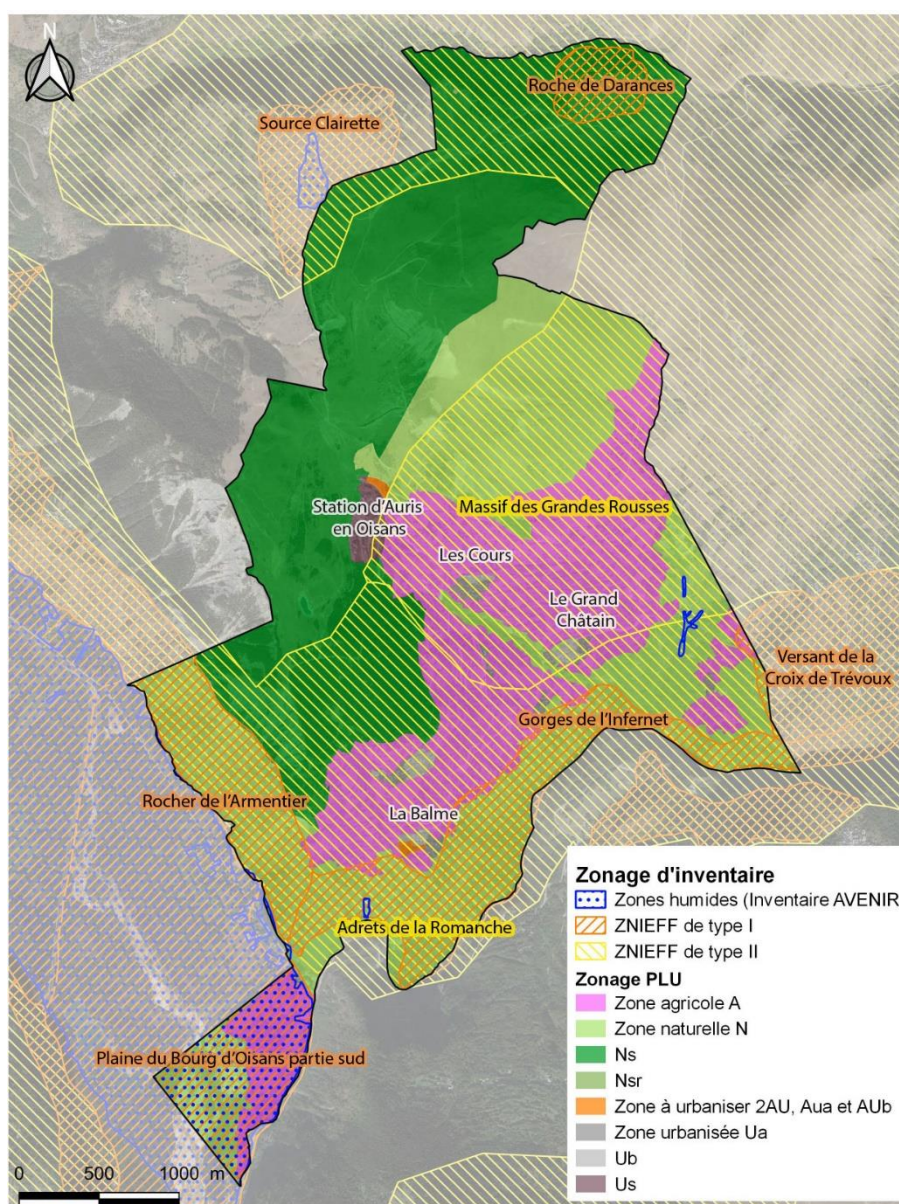 N
Roche de Darances
Source Clairette
Station d'Auris
en Oisans
Massif des Grandes Rousses
Les Cours
Le Grand
Châtain
Versant de la
Croix de Trévoux
Gorges de l'Infernet
Rocher de l'Armentier
La Balme
Adrets de la Romanche
Plaine du Bourg d'Oisans partie sud
0 500 1000 m
Zonage d'inventaire
Zones humides (Inventaire AVENIR
ZNIEFF de type I
ZNIEFF de type II
Zonage PLU
Zone agricole A
Zone naturelle N
Ns
Nsr
Zone à urbaniser 2AU, Aua et AUb
Zone urbanisée Ua
Ub
Us